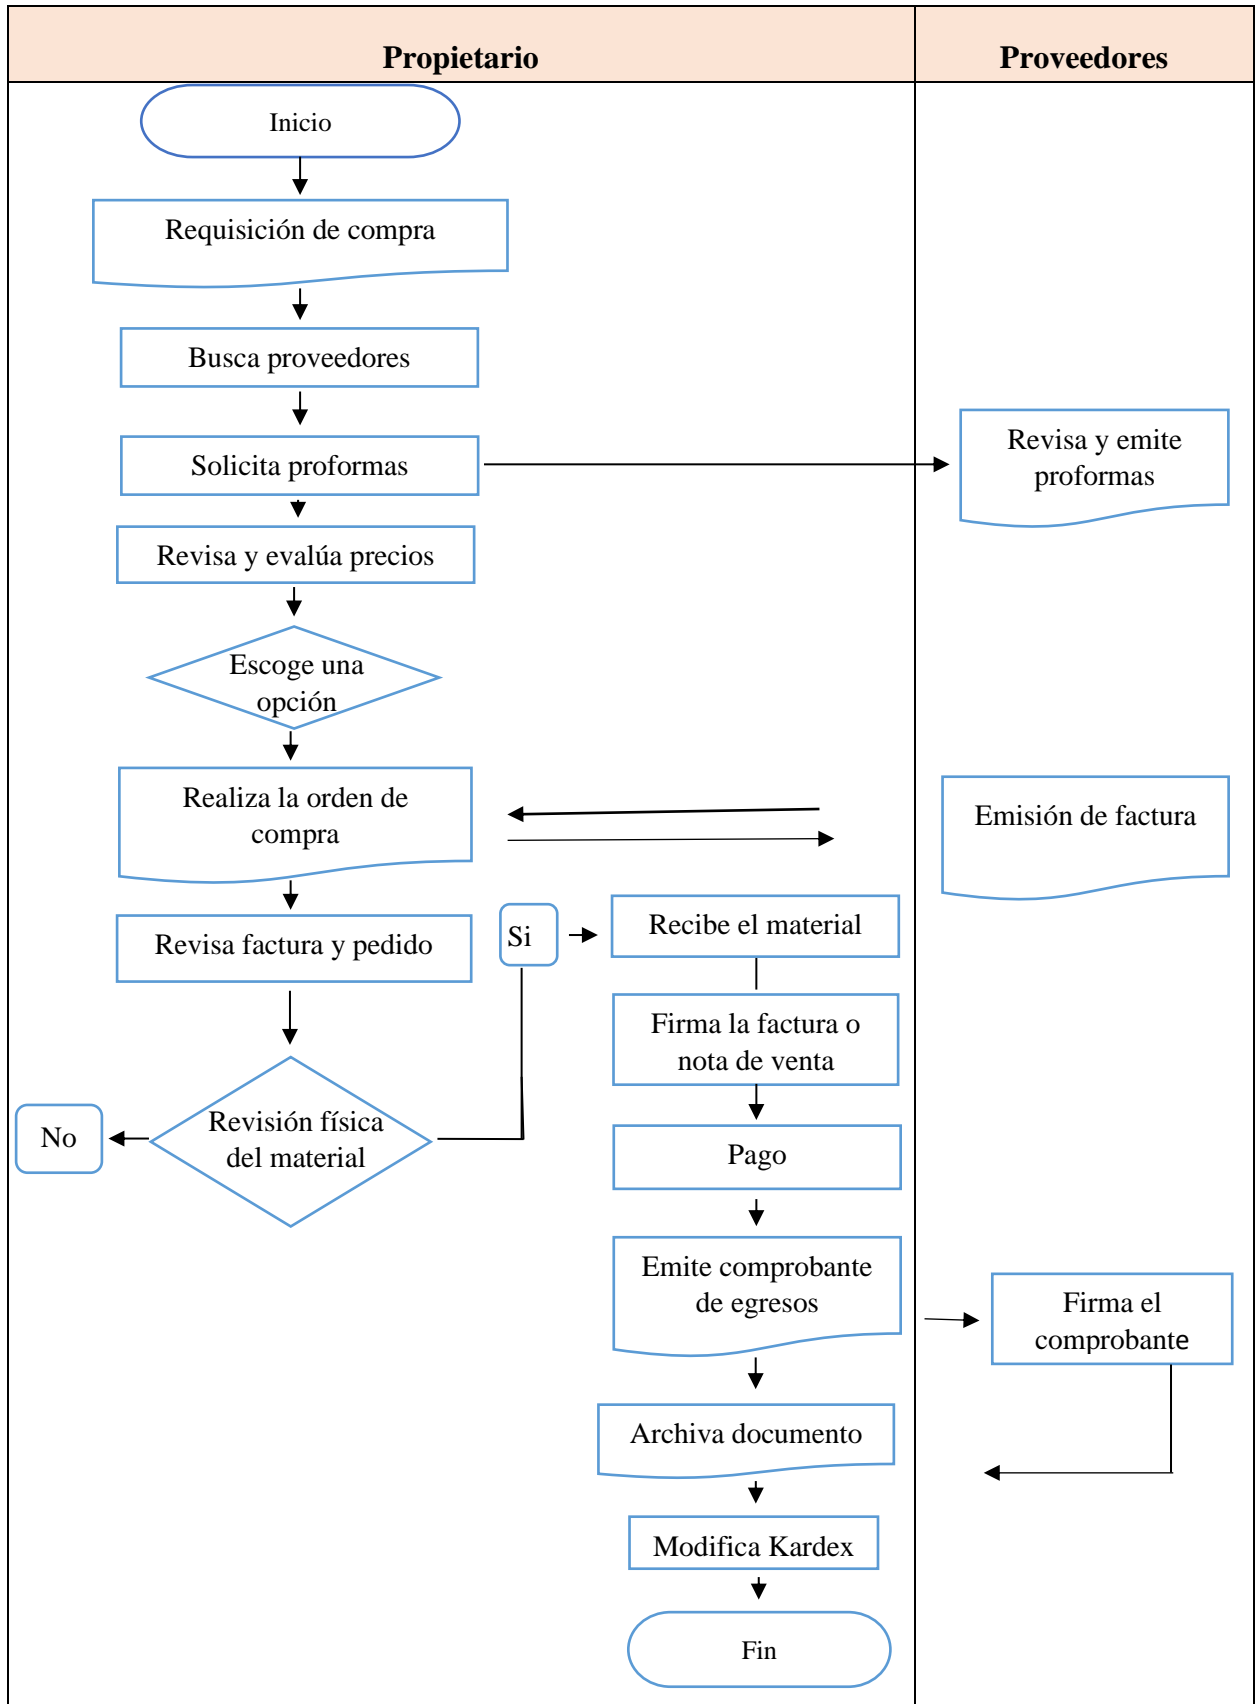 Propietario
Proveedores
Inicio
Requisición de compra
Busca proveedores
Solicita proformas
Revisa y emite
proformas
Revisa y evalúa precios
Escoge una
opción
Realiza la orden de
compra
Emisión de factura
Revisa factura y pedido
Si
Recibe el material
Firma la factura o
nota de venta
No
Revisión física
del material
Pago
Emite comprobante
de egresos
Firma el
comprobante
Archiva documento
Modifica Kardex
Fin